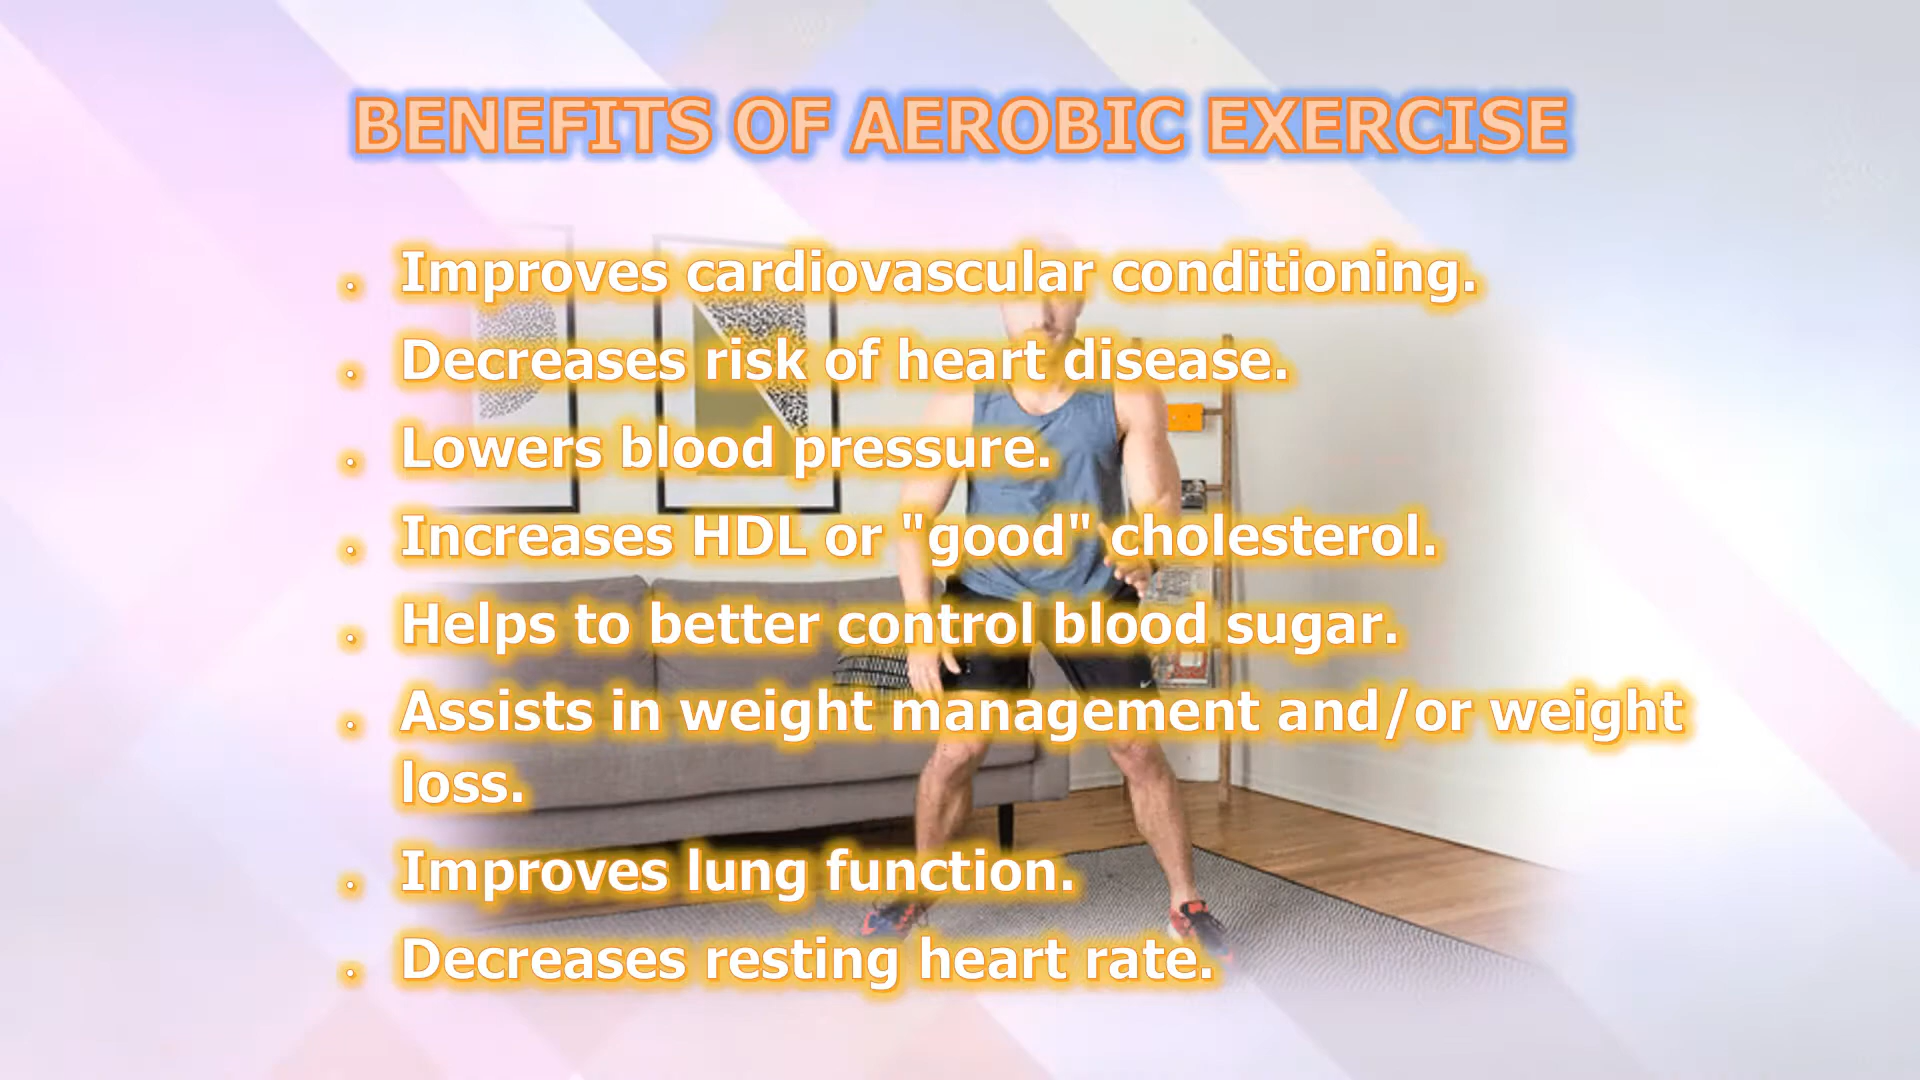 BENEFITS OF AEROBIC EXERCISE
. Improves cardiovascular conditioning.
. Decreases risk of heart disease.
. Lowers blood pressure.
. Increases HDL or "good" cholesterol.
. Helps to better control blood sugar.
. Assists in weight management and/or weight
loss.
. Improves lung function.
. Decreases resting heart rate.